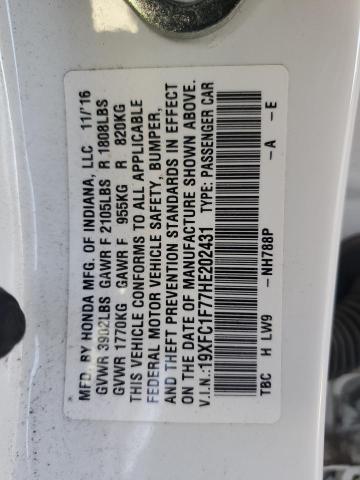 MFD. BY HONDA MFG. OF INDIANA, LLC 11/'16
GVWR 3902LBS GAWR F 2105LBS R 1808LBS
GVWR 1770KG GAWR F 955KG R 820KG
THIS VEHICLE CONFORMS TO ALL APPLICABLE
FEDERAL MOTOR VEHICLE SAFETY, BUMPER,
AND THEFT PREVENTION STANDARDS IN EFFECT
ON THE DATE OF MANUFACTURE SHOWN ABOVE.
V.I.N.:19XFC1F77HE202431 TYPE: PASSENGER CAR
TBC H LW9 -NH788P -A -E